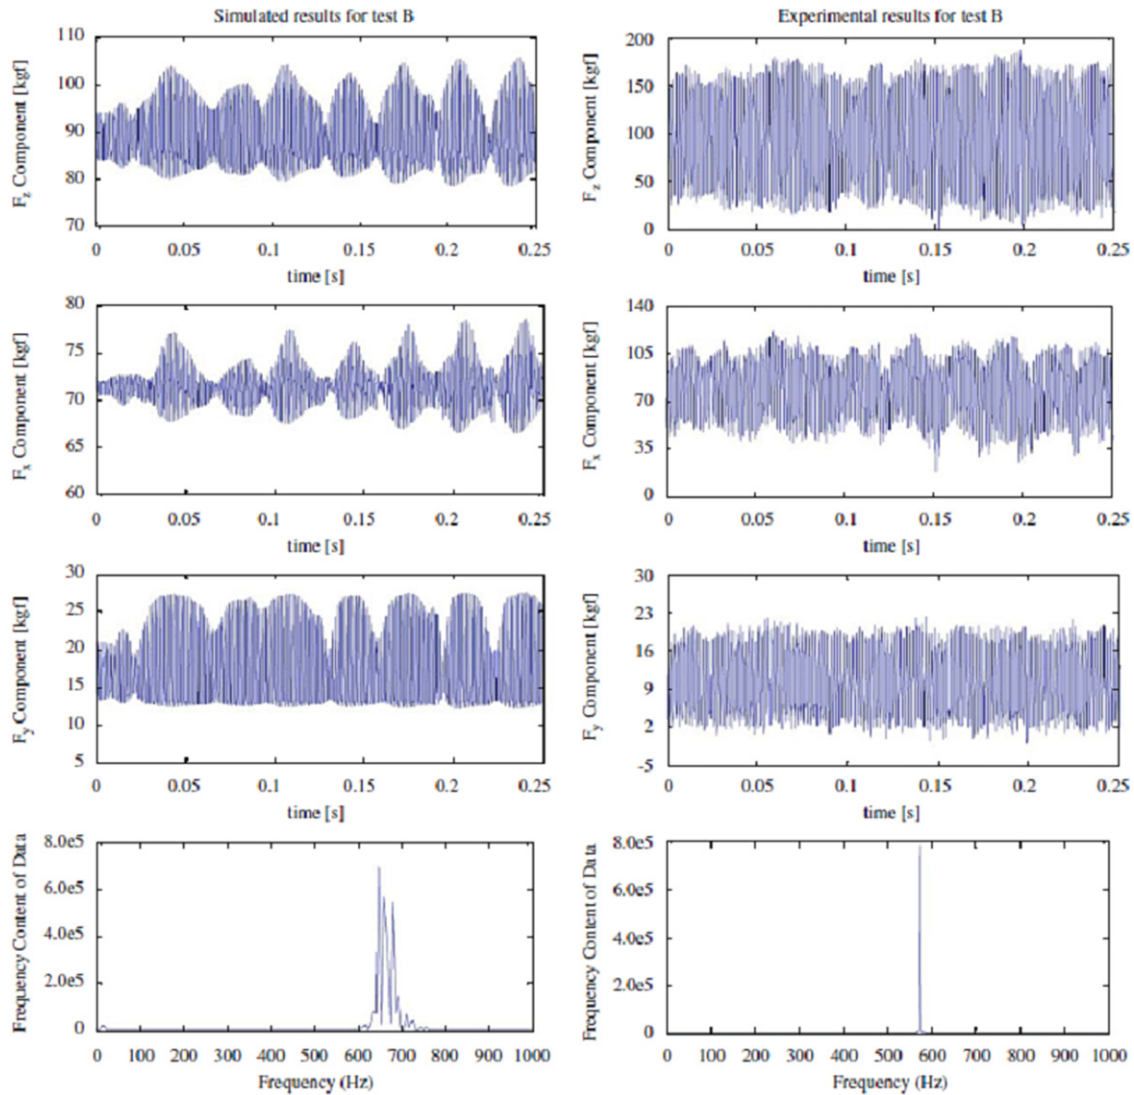 Simulated results for test B
110
100
90
80
70
F_z Component [kgf]
0 0.05 0.1 0.15 0.2 0.25
time [s]
Experimental results for test B
200
150
100
50
0
F_z Component [kgf]
0 0.05 0.1 0.15 0.2 0.25
time [s]
80
75
70
65
60
F_x Component [kgf]
0 0.05 0.1 0.15 0.2 0.25
time [s]
140
105
70
35
0
F_x Component [kgf]
0 0.05 0.1 0.15 0.2 0.25
time [s]
30
25
20
15
10
5
F_y Component [kgf]
0 0.05 0.1 0.15 0.2 0.25
time [s]
30
23
16
9
2
-5
F_y Component [kgf]
0 0.05 0.1 0.15 0.2 0.25
time [s]
8.0e5
6.0e5
4.0e5
2.0e5
0
Frequency Content of Data
0 100 200 300 400 500 600 700 800 900 1000
Frequency (Hz)
8.0e5
6.0e5
4.0e5
2.0e5
0
Frequency Content of Data
0 100 200 300 400 500 600 700 800 900 1000
Frequency (Hz)